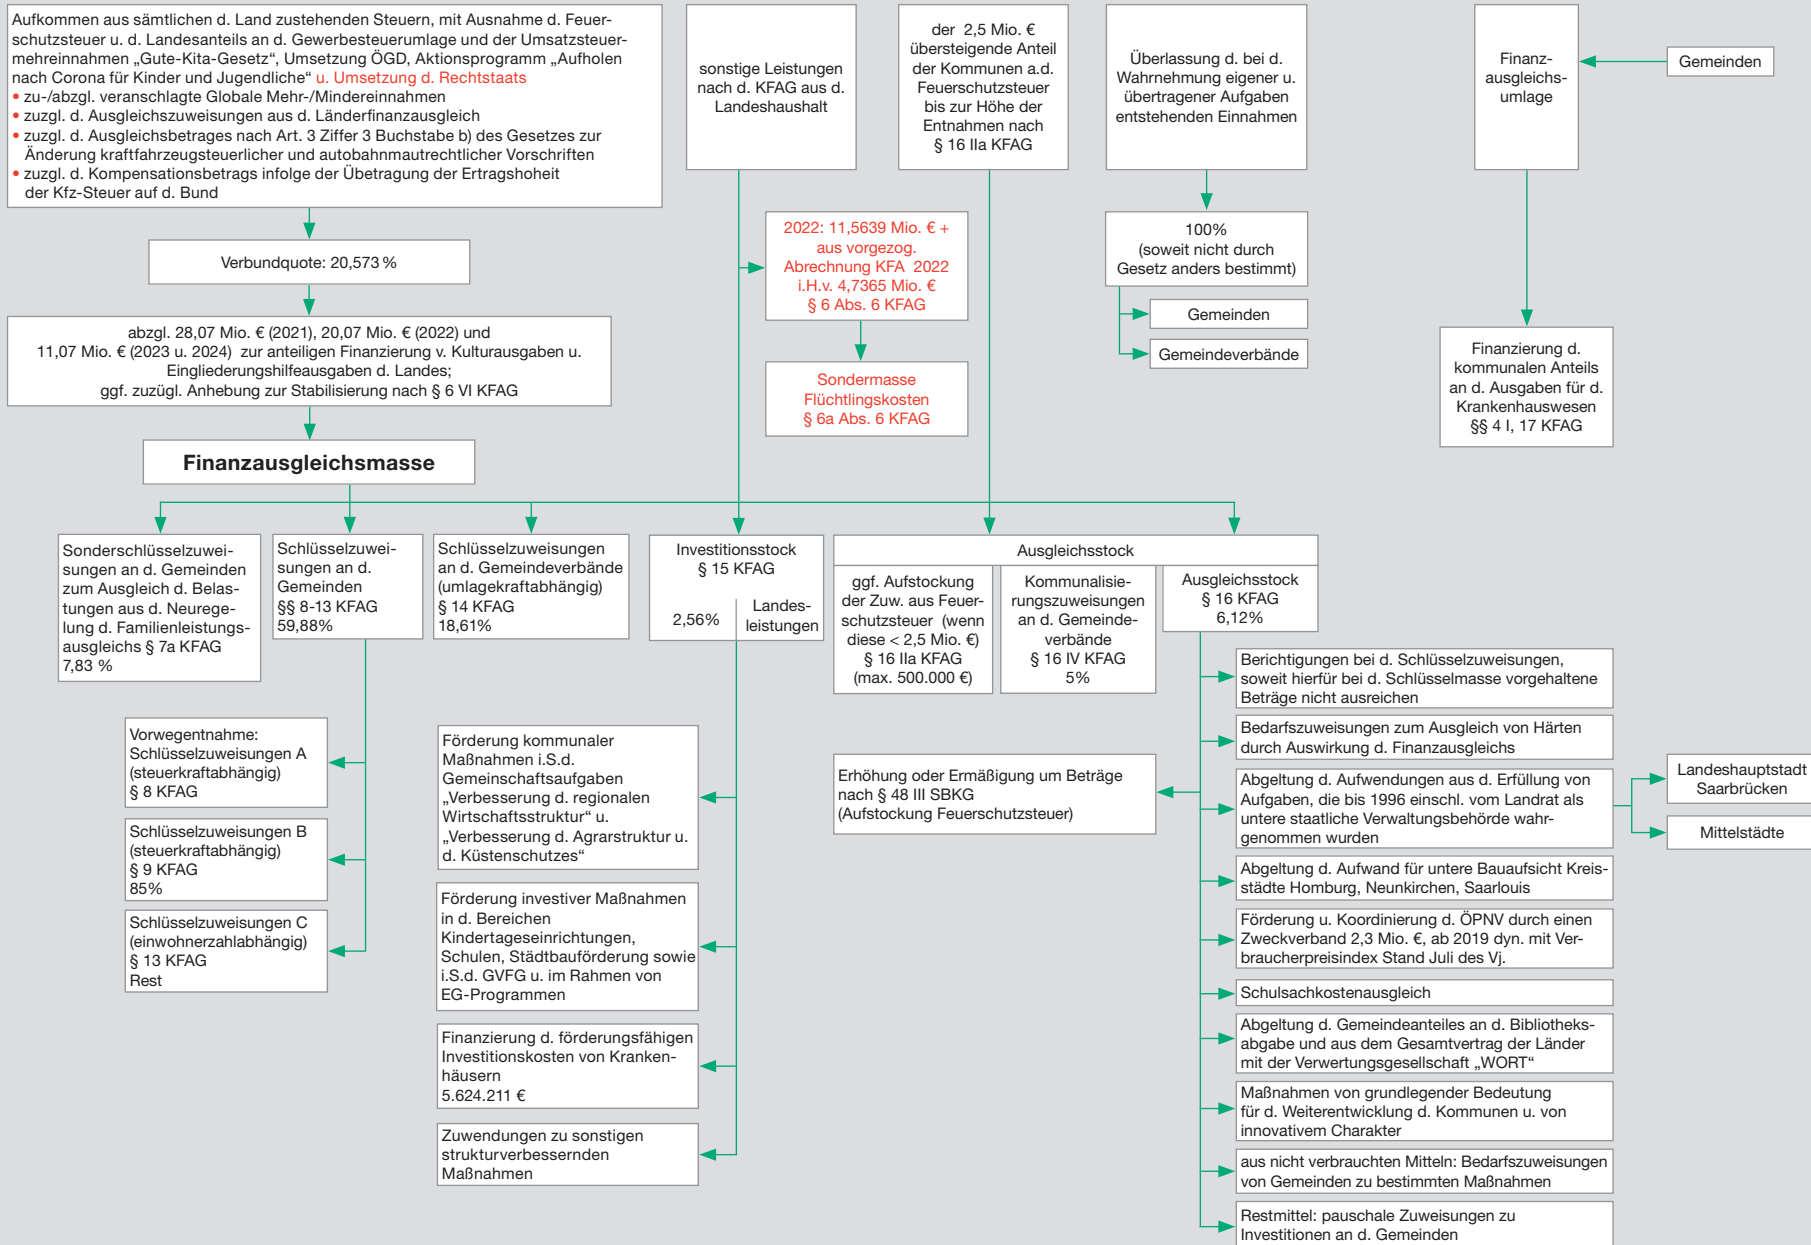 Aufkommen aus sämtlichen d. Land zustehenden Steuern, mit Ausnahme d. Feuer-
schutzsteuer u. d. Landesanteils an d. Gewerbesteuerumlage und der Umsatzsteuer-
mehreinnahmen „Gute-Kita-Gesetz“, Umsetzung ÖGD, Aktionsprogramm „Aufholen
nach Corona für Kinder und Jugendliche“ u. Umsetzung d. Rechtstaats
• zu-/abzgl. veranschlagte Globale Mehr-/Mindereinnahmen
• zuzgl. d. Ausgleichszuweisungen aus d. Länderfinanzausgleich
• zuzgl. d. Ausgleichsbetrages nach Art. 3 Ziffer 3 Buchstabe b) des Gesetzes zur
Änderung kraftfahrzeugsteuerlicher und autobahnmautrechtlicher Vorschriften
• zuzgl. d. Kompensationsbetrags infolge der Übetragung der Ertragshoheit
der Kfz-Steuer auf d. Bund
Verbundquote: 20,573 %
abzgl. 28,07 Mio. € (2021), 20,07 Mio. € (2022) und
11,07 Mio. € (2023 u. 2024) zur anteiligen Finanzierung v. Kulturausgaben u.
Eingliederungshilfeausgaben d. Landes;
ggf. zuzügl. Anhebung zur Stabilisierung nach § 6 VI KFAG
Finanzausgleichsmasse
sonstige Leistungen
nach d. KFAG aus d.
Landeshaushalt
2022: 11,5639 Mio. € +
aus vorgezog.
Abrechnung KFA 2022
i.H.v. 4,7365 Mio. €
§ 6 Abs. 6 KFAG
Sondermasse
Flüchtlingskosten
§ 6a Abs. 6 KFAG
der 2,5 Mio. €
übersteigende Anteil
der Kommunen a.d.
Feuerschutzsteuer
bis zur Höhe der
Entnahmen nach
§ 16 IIa KFAG
Überlassung d. bei d.
Wahrnehmung eigener u.
übertragener Aufgaben
entstehenden Einnahmen
100%
(soweit nicht durch
Gesetz anders bestimmt)
Gemeinden
Gemeindeverbände
Finanz-
ausgleichs-
umlage
Gemeinden
Finanzierung d.
kommunalen Anteils
an d. Ausgaben für d.
Krankenhauswesen
§§ 4 I, 17 KFAG
Sonderschlüsselzuwei-
sungen an d. Gemeinden
zum Ausgleich d. Belas-
tungen aus d. Neurege-
lung d. Familienleistungs-
ausgleichs § 7a KFAG
7,83 %
Schlüsselzuwei-
sungen an d.
Gemeinden
§§ 8-13 KFAG
59,88%
Schlüsselzuweisungen
an d. Gemeindeverbände
(umlagekraftabhängig)
§ 14 KFAG
18,61%
Investitionsstock
§ 15 KFAG
2,56%
Landes-
leistungen
Ausgleichsstock
ggf. Aufstockung
der Zuw. aus Feuer-
schutzsteuer (wenn
diese < 2,5 Mio. €)
§ 16 IIa KFAG
(max. 500.000 €)
Kommunalisie-
rungszuweisungen
an d. Gemeinde-
verbände
§ 16 IV KFAG
5%
Ausgleichsstock
§ 16 KFAG
6,12%
Vorwegentnahme:
Schlüsselzuweisungen A
(steuerkraftabhängig)
§ 8 KFAG
Schlüsselzuweisungen B
(steuerkraftabhängig)
§ 9 KFAG
85%
Schlüsselzuweisungen C
(einwohnerzahlabhängig)
§ 13 KFAG
Rest
Förderung kommunaler
Maßnahmen i.S.d.
Gemeinschaftsaufgaben
„Verbesserung d. regionalen
Wirtschaftsstruktur“ u.
„Verbesserung d. Agrarstruktur u.
d. Küstenschutzes“
Förderung investiver Maßnahmen
in d. Bereichen
Kindertageseinrichtungen,
Schulen, Städtbauförderung sowie
i.S.d. GVFG u. im Rahmen von
EG-Programmen
Finanzierung d. förderungsfähigen
Investitionskosten von Kranken-
häusern
5.624.211 €
Zuwendungen zu sonstigen
strukturverbessernden
Maßnahmen
Erhöhung oder Ermäßigung um Beträge
nach § 48 III SBKG
(Aufstockung Feuerschutzsteuer)
Berichtigungen bei d. Schlüsselzuweisungen,
soweit hierfür bei d. Schlüsselmasse vorgehaltene
Beträge nicht ausreichen
Bedarfszuweisungen zum Ausgleich von Härten
durch Auswirkung d. Finanzausgleichs
Abgeltung d. Aufwendungen aus d. Erfüllung von
Aufgaben, die bis 1996 einschl. vom Landrat als
untere staatliche Verwaltungsbehörde wahr-
genommen wurden
Landeshauptstadt
Saarbrücken
Mittelstädte
Abgeltung d. Aufwand für untere Bauaufsicht Kreis-
städte Homburg, Neunkirchen, Saarlouis
Förderung u. Koordinierung d. ÖPNV durch einen
Zweckverband 2,3 Mio. €, ab 2019 dyn. mit Ver-
braucherpreisindex Stand Juli des Vj.
Schulsachkostenausgleich
Abgeltung d. Gemeindeanteiles an d. Bibliotheks-
abgabe und aus dem Gesamtvertrag der Länder
mit der Verwertungsgesellschaft „WORT“
Maßnahmen von grundlegender Bedeutung
für d. Weiterentwicklung d. Kommunen u. von
innovativem Charakter
aus nicht verbrauchten Mitteln: Bedarfszuweisungen
von Gemeinden zu bestimmten Maßnahmen
Restmittel: pauschale Zuweisungen zu
Investitionen an d. Gemeinden